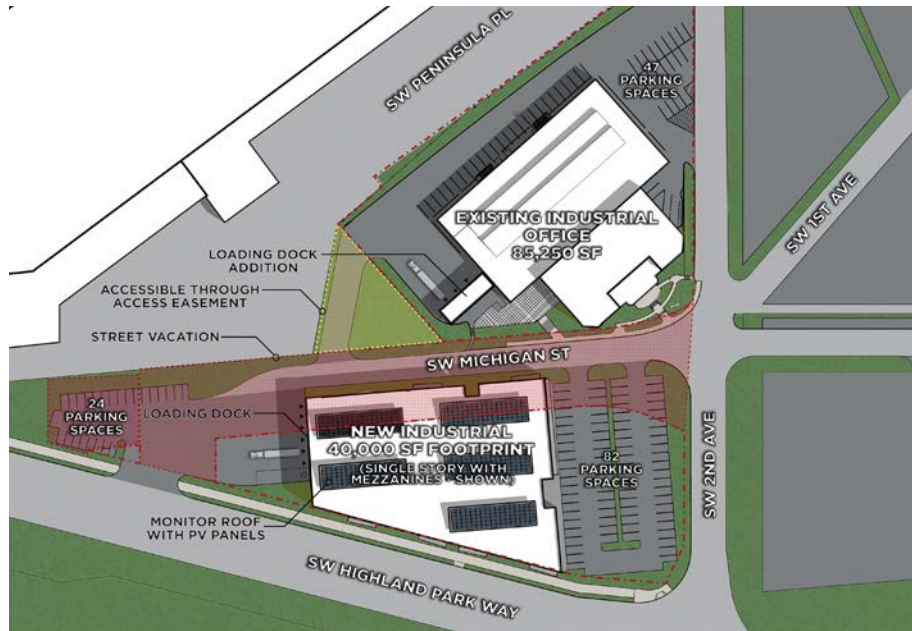 SW PENINSULA PL
47
PARKING
SPACES
SW 1ST AVE
EXISTING INDUSTRIAL
OFFICE
85,250 SF
LOADING DOCK
ADDITION
ACCESSIBLE THROUGH
ACCESS EASEMENT
STREET VACATION
SW MICHIGAN ST
24
PARKING
SPACES
LOADING DOCK
NEW INDUSTRIAL
40,000 SF FOOTPRINT
(SINGLE STORY WITH
MEZZANINES - SHOWN)
82
PARKING
SPACES
SW 2ND AVE
MONITOR ROOF
WITH PV PANELS
SW HIGHLAND PARK WAY